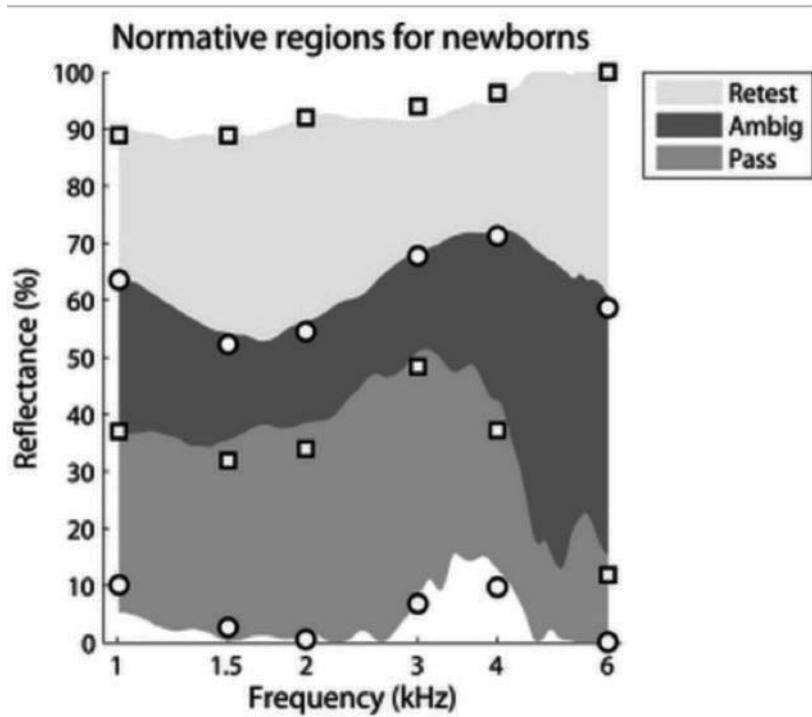 Normative regions for newborns
100
90
80
70
60
50
40
30
20
10
0
Reflectance (%)
1 1.5 2 3 4 6
Frequency (kHz)
Retest
Ambig
Pass